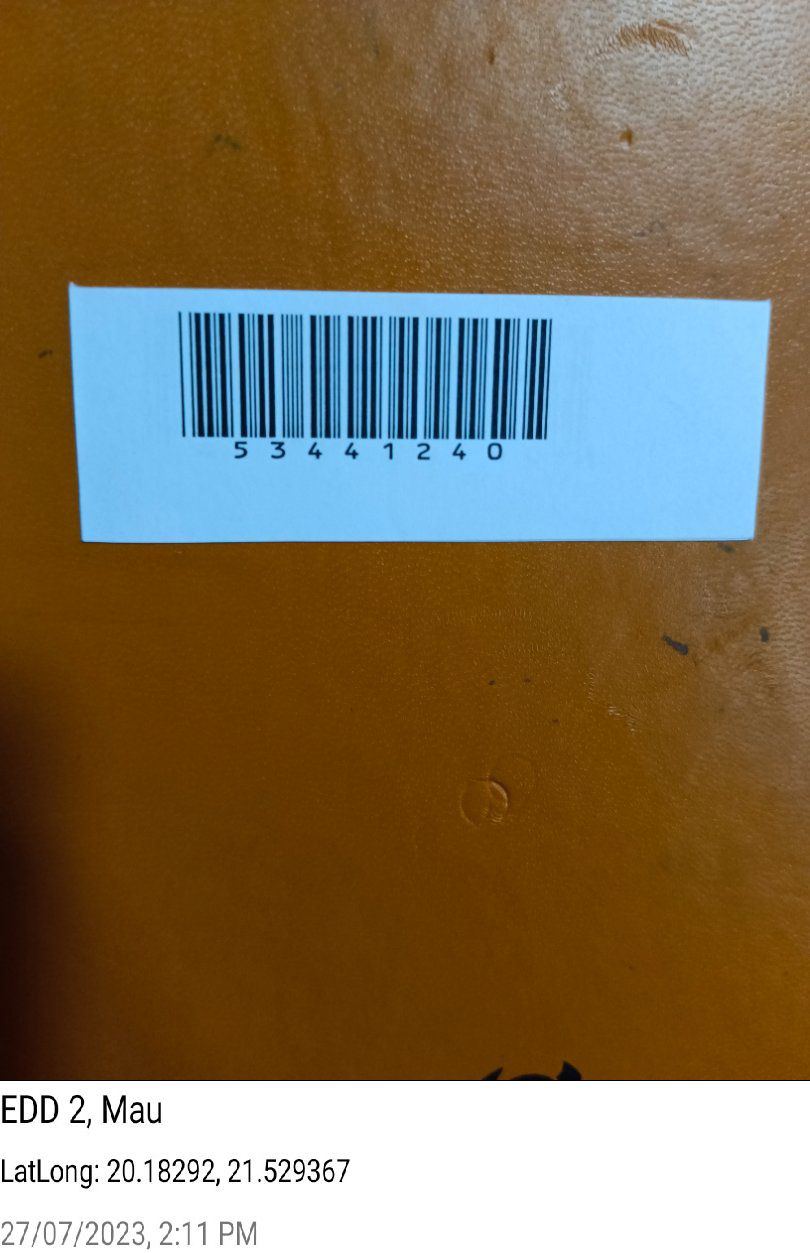 53441240
EDD 2, Mau
LatLong: 20.18292, 21.529367
27/07/2023, 2:11 PM